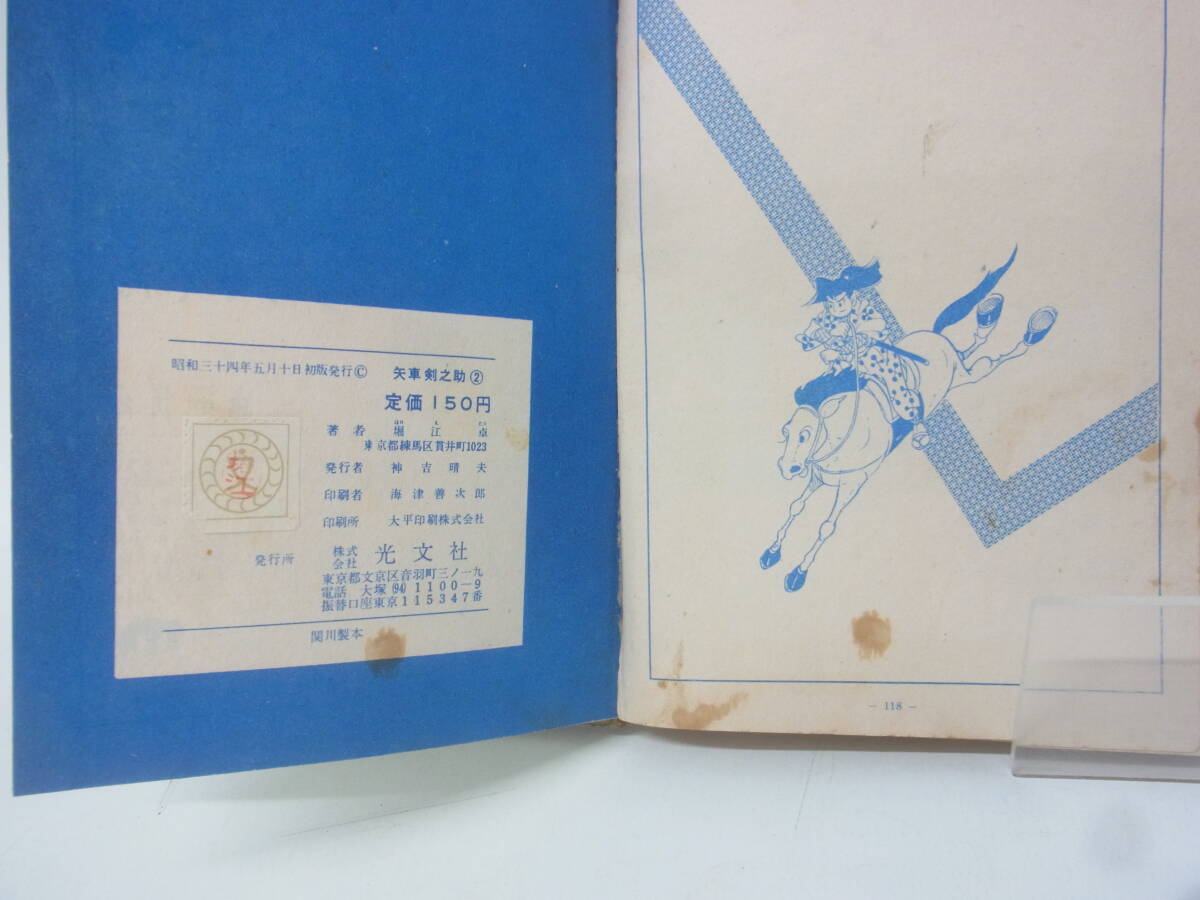 昭和三十四年五月十日初版発行Ⓒ 矢車剣之助②
定価150円
著者 堀江卓
ほりえたく
東京都練馬区貫井町1023
発行者 神吉晴夫
印刷者 海津善次郎
印刷所 大平印刷株式会社
発行所 株式会社 光文社
東京都文京区音羽町三ノ一九
電話 大塚(94)1100−9
振替口座東京115347番
関川製本
− 118 −